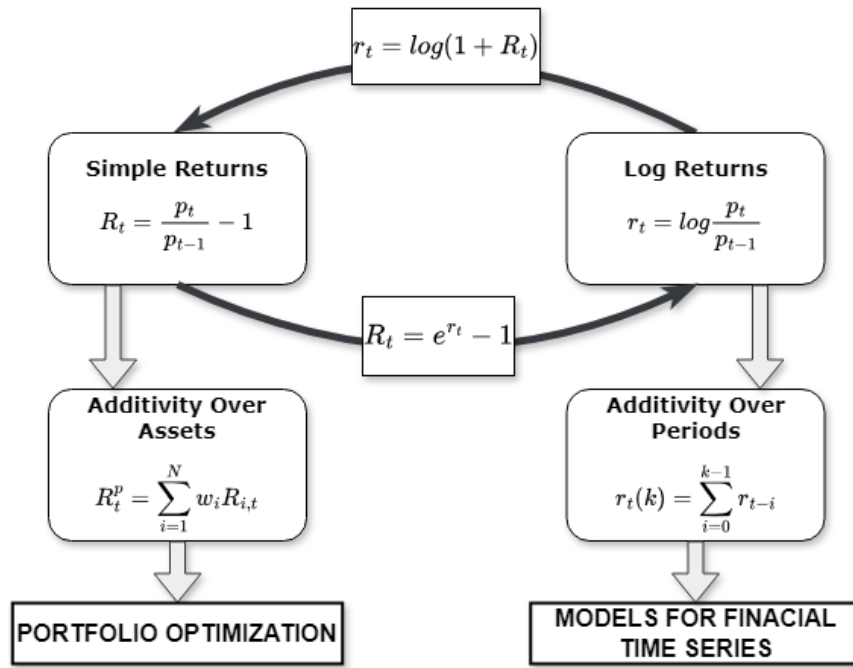 r_t = log(1 + R_t)
Simple Returns
R_t = p_t / p_{t−1} − 1
Log Returns
r_t = log p_t / p_{t−1}
R_t = e^{r_t} − 1
Additivity Over
Assets
R_t^p = ∑_{i=1}^{N} w_i R_{i,t}
Additivity Over
Periods
r_t(k) = ∑_{i=0}^{k−1} r_{t−i}
PORTFOLIO OPTIMIZATION
MODELS FOR FINACIAL
TIME SERIES